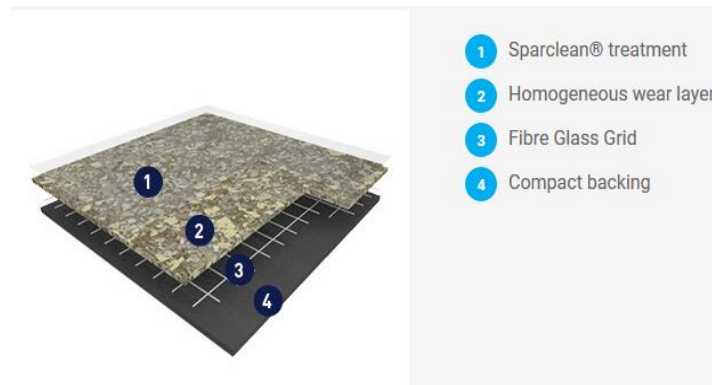 1 Sparclean® treatment
2 Homogeneous wear layer
3 Fibre Glass Grid
4 Compact backing
1
2
3
4